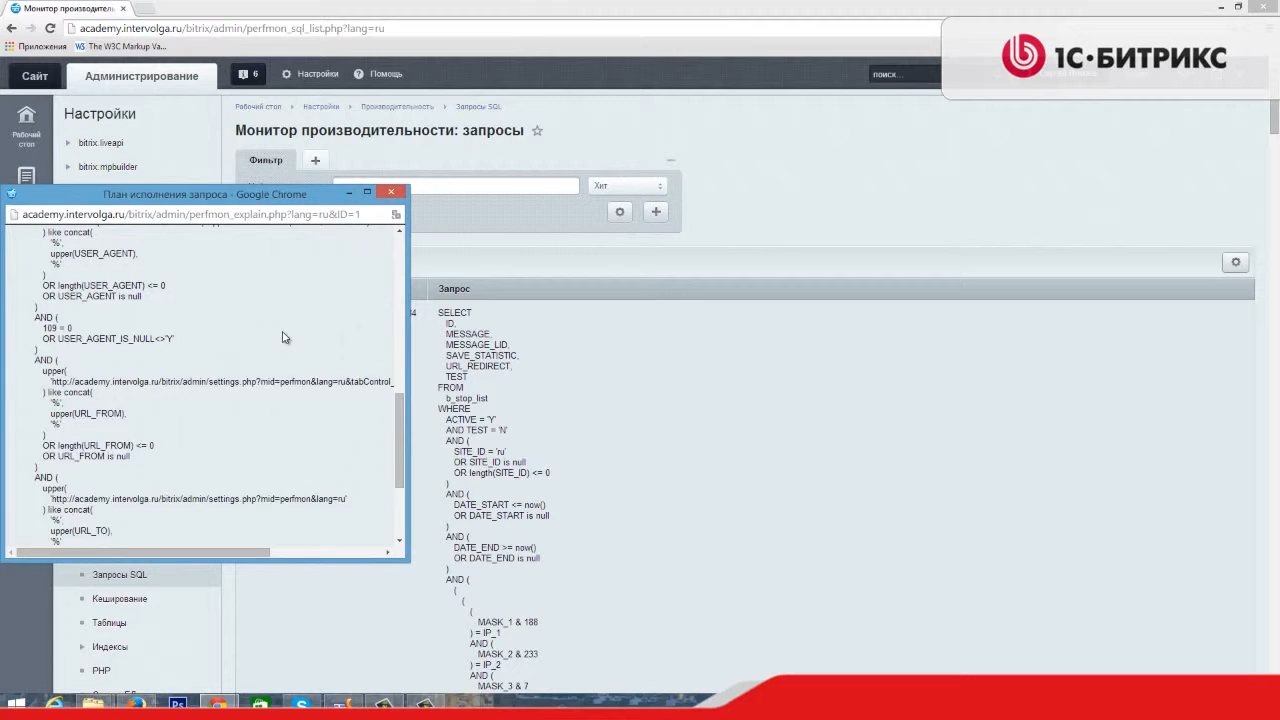 Монитор производитель...
academy.intervolga.ru/bitrix/admin/perfmon_sql_list.php?lang=ru
Приложения
The W3C Markup Va...
1С-БИТРИКС
Сайт
Администрирование
6
Настройки
Помощь
поиск...
Рабочий стол
Настройки
Рабочий стол
Настройки
Производительность
Запросы SQL
bitrix.liveapi
bitrix.mpbuilder
Монитор производительности: запросы
Фильтр
Хит
План исполнения запроса - Google Chrome
academy.intervolga.ru/bitrix/admin/perfmon_explain.php?lang=ru&ID=1
) like concat(
'%',
upper(USER_AGENT),
'%'
)
OR length(USER_AGENT) <= 0
OR USER_AGENT is null
)
AND (
109 = 0
OR USER_AGENT_IS_NULL<>'Y'
)
AND (
upper(
'http://academy.intervolga.ru/bitrix/admin/settings.php?mid=perfmon&lang=ru&tabControl_
) like concat(
'%',
upper(URL_FROM),
'%'
)
OR length(URL_FROM) <= 0
OR URL_FROM is null
)
AND (
upper(
'http://academy.intervolga.ru/bitrix/admin/settings.php?mid=perfmon&lang=ru'
) like concat(
'%',
upper(URL_TO),
'%'
Запросы SQL
Кеширование
Таблицы
Индексы
PHP
Запрос
SELECT
ID,
MESSAGE,
MESSAGE_LID,
SAVE_STATISTIC,
URL_REDIRECT,
TEST
FROM
b_stop_list
WHERE
ACTIVE = 'Y'
AND TEST = 'N'
AND (
SITE_ID = 'ru'
OR SITE_ID is null
OR length(SITE_ID) <= 0
)
AND (
DATE_START <= now()
OR DATE_START is null
)
AND (
DATE_END >= now()
OR DATE_END is null
)
AND (
(
(
(
MASK_1 & 188
) = IP_1
AND (
MASK_2 & 233
) = IP_2
AND (
MASK_3 & 7